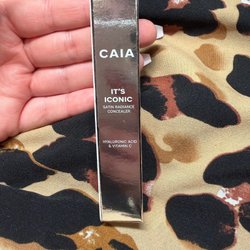 CAIA
IT'S
ICONIC
SATIN RADIANCE
CONCEALER
HYALURONIC ACID
& VITAMIN C